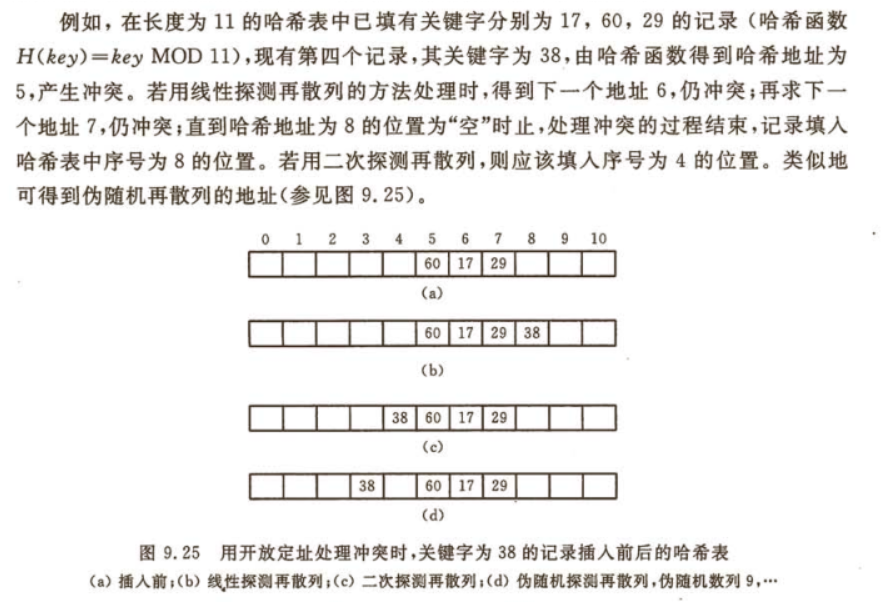 例如，在长度为 11 的哈希表中已填有关键字分别为 17，60，29 的记录（哈希函数
H(key)=key MOD 11)，现有第四个记录，其关键字为 38，由哈希函数得到哈希地址为
5，产生冲突。若用线性探测再散列的方法处理时，得到下一个地址 6，仍冲突；再求下一
个地址 7，仍冲突；直到哈希地址为 8 的位置为“空”时止，处理冲突的过程结束，记录填入
哈希表中序号为 8 的位置。若用二次探测再散列，则应该填入序号为 4 的位置。类似地
可得到伪随机再散列的地址（参见图 9.25）。
0 1 2 3 4 5 6 7 8 9 10
60 17 29
(a)
60 17 29 38
(b)
38 60 17 29
(c)
38 60 17 29
(d)
图 9.25 用开放定址处理冲突时，关键字为 38 的记录插入前后的哈希表
(a) 插入前；(b) 线性探测再散列；(c) 二次探测再散列；(d) 伪随机探测再散列，伪随机数列 9，…